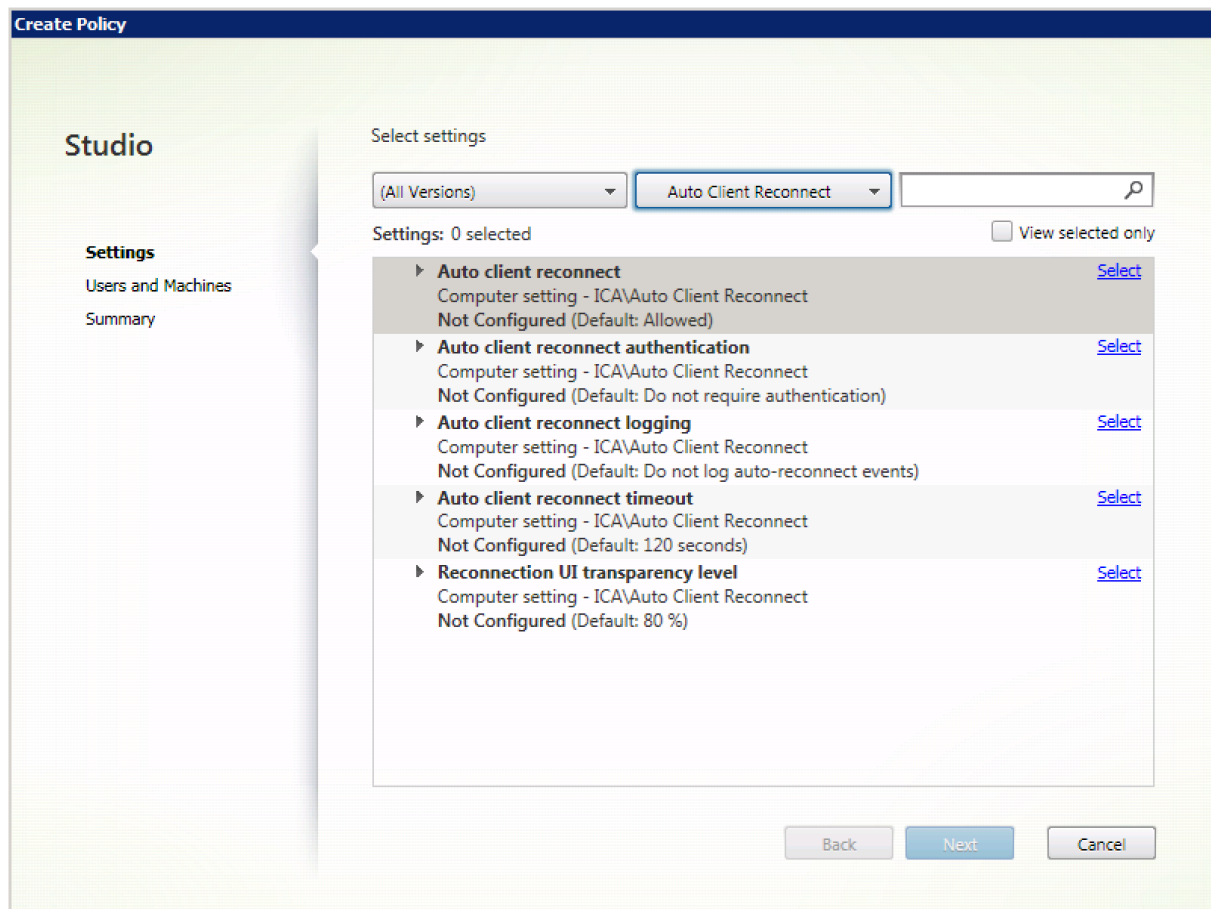 Create Policy
Studio
Select settings
(All Versions)
Auto Client Reconnect
Settings: 0 selected
View selected only
Settings
Users and Machines
Summary
Auto client reconnect
Select
Computer setting - ICA\Auto Client Reconnect
Not Configured (Default: Allowed)
Auto client reconnect authentication
Select
Computer setting - ICA\Auto Client Reconnect
Not Configured (Default: Do not require authentication)
Auto client reconnect logging
Select
Computer setting - ICA\Auto Client Reconnect
Not Configured (Default: Do not log auto-reconnect events)
Auto client reconnect timeout
Select
Computer setting - ICA\Auto Client Reconnect
Not Configured (Default: 120 seconds)
Reconnection UI transparency level
Select
Computer setting - ICA\Auto Client Reconnect
Not Configured (Default: 80 %)
Back
Next
Cancel